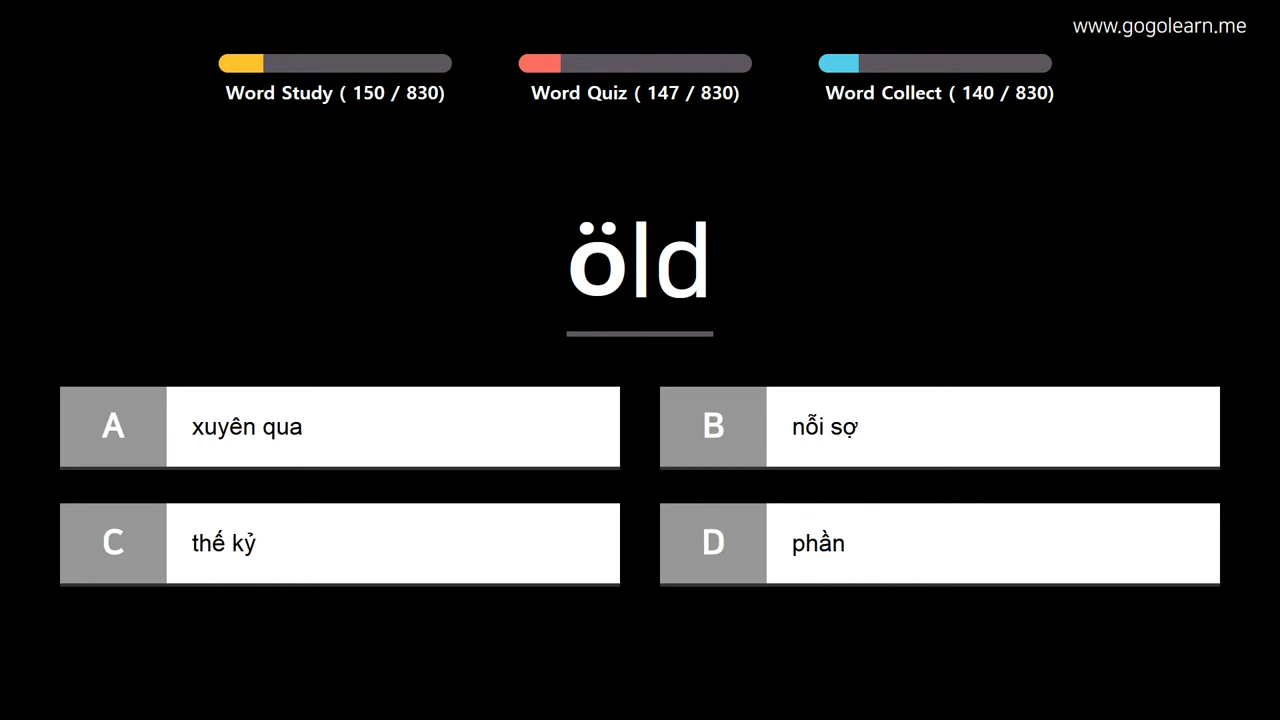 www.gogolearn.me
Word Study ( 150 / 830)
Word Quiz ( 147 / 830)
Word Collect ( 140 / 830)
öld
A xuyên qua
B nỗi sợ
C thế kỷ
D phần